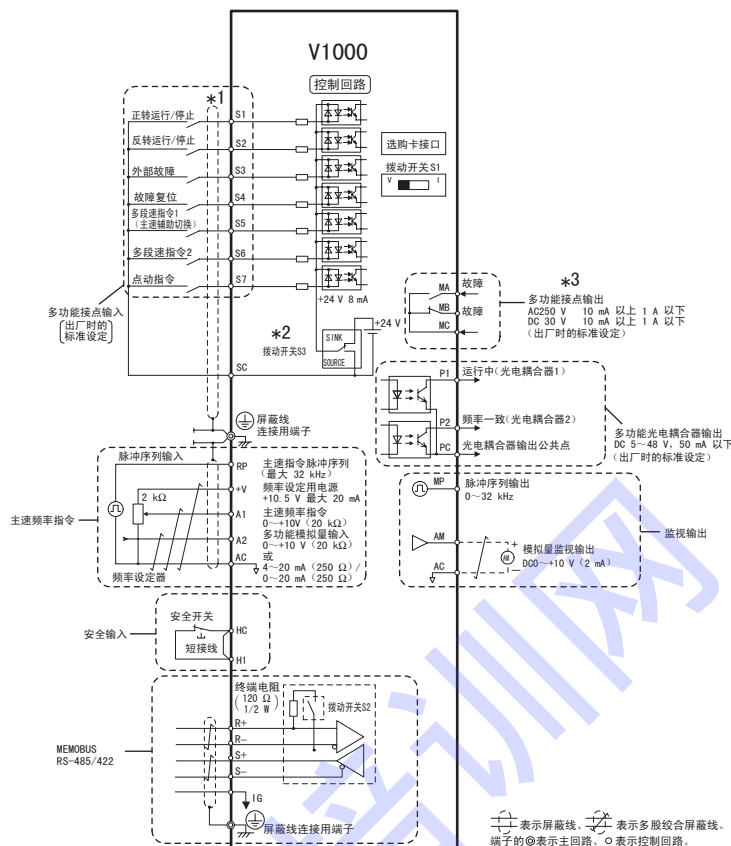 V1000
控制回路
*1
正转运行/停止
S1
反转运行/停止
S2
外部故障
S3
故障复位
S4
多段速指令1
(主速辅助切换)
S5
多段速指令2
S6
点动指令
S7
多功能接点输入
出厂时的
标准设定
选购卡接口
拨动开关S1
V
I
+24 V 8 mA
*2
拨动开关S3
SINK
SOURCE
+24 V
SC
MA
故障
MB
故障
MC
*3
多功能接点输出
AC250 V 10 mA 以上 1 A 以下
DC 30 V 10 mA 以上 1 A 以下
(出厂时的标准设定)
P1
运行中(光电耦合器1)
P2
频率一致(光电耦合器2)
PC
光电耦合器输出公共点
多功能光电耦合器输出
DC 5~48 V, 50 mA 以下
(出厂时的标准设定)
屏蔽线
连接用端子
脉冲序列输入
RP
主速指令脉冲序列
(最大 32 kHz)
+V
频率设定用电源
+10.5 V 最大 20 mA
2 kΩ
A1
主速频率指令
0~+10V (20 kΩ)
A2
多功能模拟量输入
0~+10 V (20 kΩ)
AC
或
4~20 mA (250 Ω)/
0~20 mA (250 Ω)
主速频率指令
频率设定器
MP
脉冲序列输出
0~32 kHz
AM
AC
+
AM
−
模拟量监视输出
DC0~+10 V (2 mA)
监视输出
安全输入
安全开关
短接线
HC
H1
终端电阻
(120 Ω
1/2 W)
拨动开关S2
R+
R−
S+
S−
IG
MEMOBUS
RS-485/422
屏蔽线连接用端子
表示屏蔽线、 表示多股绞合屏蔽线。
端子的◎表示主回路、○表示控制回路。
培训网